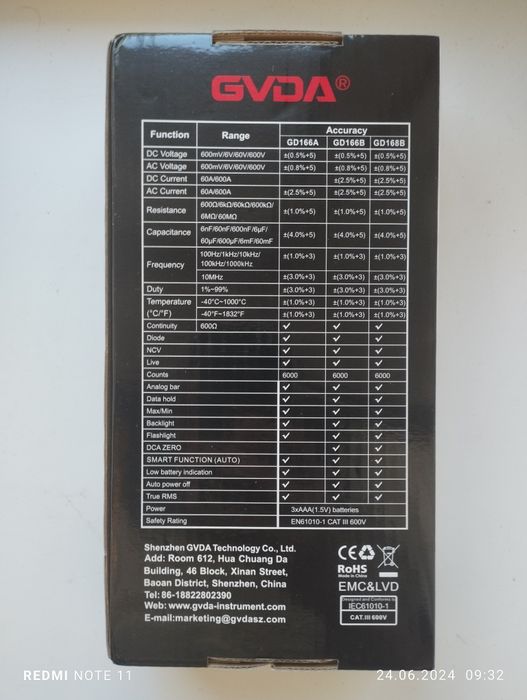 GVDA®
Function Range Accuracy
GD166A GD166B GD168B
DC Voltage 600mV/6V/60V/600V ±(0.5%+5) ±(0.5%+5) ±(0.5%+5)
AC Voltage 600mV/6V/60V/600V ±(0.8%+5) ±(0.8%+5) ±(0.8%+5)
DC Current 60A/600A ±(2.5%+5) ±(2.5%+5)
AC Current 60A/600A ±(2.5%+5) ±(2.5%+5) ±(2.5%+5)
Resistance 600Ω/6kΩ/60kΩ/600kΩ/
6MΩ/60MΩ ±(1.0%+5) ±(1.0%+5) ±(1.0%+5)
Capacitance 6nF/60nF/600nF/6μF/
60μF/600μF/6mF/60mF ±(4.0%+5) ±(4.0%+5) ±(4.0%+5)
Frequency 100Hz/1kHz/10kHz/
100kHz/1000kHz ±(1.0%+3) ±(1.0%+3) ±(1.0%+3)
10MHz ±(3.0%+3) ±(3.0%+3) ±(3.0%+3)
Duty 1%~99% ±(3.0%+3) ±(3.0%+3) ±(3.0%+3)
Temperature -40°C~1000°C ±(1.0%+3) ±(1.0%+3) ±(1.0%+3)
(°C/°F) -40°F~1832°F ±(1.0%+3) ±(1.0%+3) ±(1.0%+3)
Continuity 600Ω ✓ ✓ ✓
Diode ✓ ✓ ✓
NCV ✓ ✓ ✓
Live ✓ ✓ ✓
Counts 6000 6000 6000
Analog bar ✓ ✓ ✓
Data hold ✓ ✓ ✓
Max/Min ✓ ✓ ✓
Backlight ✓ ✓ ✓
Flashlight ✓ ✓ ✓
DCA ZERO ✓ ✓
SMART FUNCTION (AUTO) ✓ ✓ ✓
Low battery indication ✓ ✓ ✓
Auto power off ✓ ✓ ✓
True RMS ✓ ✓ ✓
Power 3xAAA(1.5V) batteries
Safety Rating EN61010-1 CAT III 600V
Shenzhen GVDA Technology Co., Ltd.
Add: Room 612, Hua Chuang Da
Building, 46 Block, Xinan Street,
Baoan District, Shenzhen, China
Tel: 86-18822802390
Web: www.gvda-instrument.com
E-mail:marketing@gvdasz.com
CE
RoHS
Made In China
EMC&LVD
Designed and Conforms to
IEC61010-1
CAT.III 600V
REDMI NOTE 11 24.06.2024 09:32